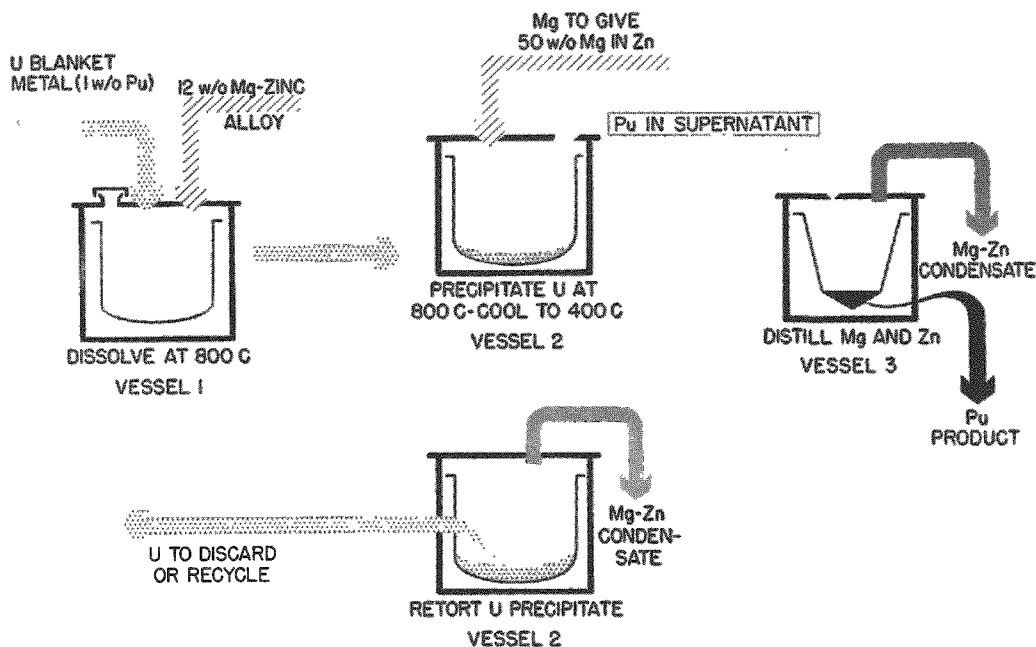 U BLANKET
METAL (1 w/o Pu)
12 w/o Mg-ZINC
ALLOY
DISSOLVE AT 800 C
VESSEL 1
Mg TO GIVE
50 w/o Mg IN Zn
PRECIPITATE U AT
800 C-COOL TO 400 C
VESSEL 2
Pu IN SUPERNATANT
Mg-Zn
CONDENSATE
DISTILL Mg AND Zn
VESSEL 3
Pu
PRODUCT
U TO DISCARD
OR RECYCLE
Mg-Zn
CONDEN-
SATE
RETORT U PRECIPITATE
VESSEL 2